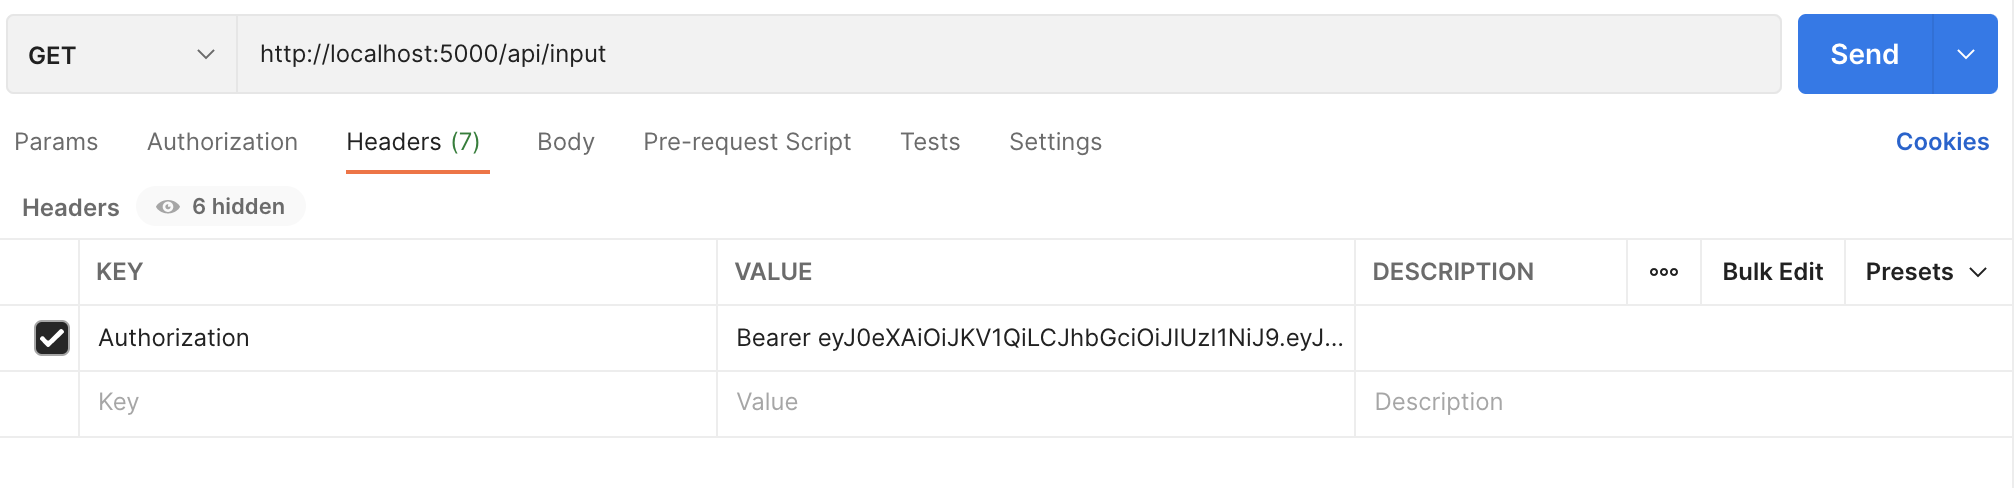 GET http://localhost:5000/api/input Send
Params Authorization Headers (7) Body Pre-request Script Tests Settings Cookies
Headers 6 hidden
KEY VALUE DESCRIPTION ooo Bulk Edit Presets
Authorization Bearer eyJ0eXAiOiJKV1QiLCJhbGciOiJIUzI1NiJ9.eyJ...
Key Value Description